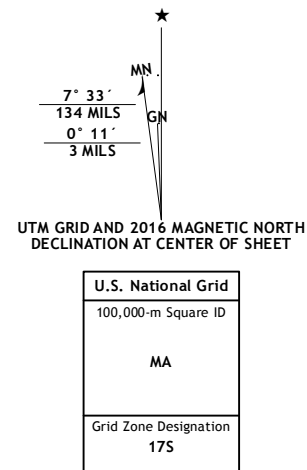 ★
MN
7° 33´
134 MILS
GN
0° 11´
3 MILS
UTM GRID AND 2016 MAGNETIC NORTH
DECLINATION AT CENTER OF SHEET
U.S. National Grid
100,000-m Square ID
MA
Grid Zone Designation
17S